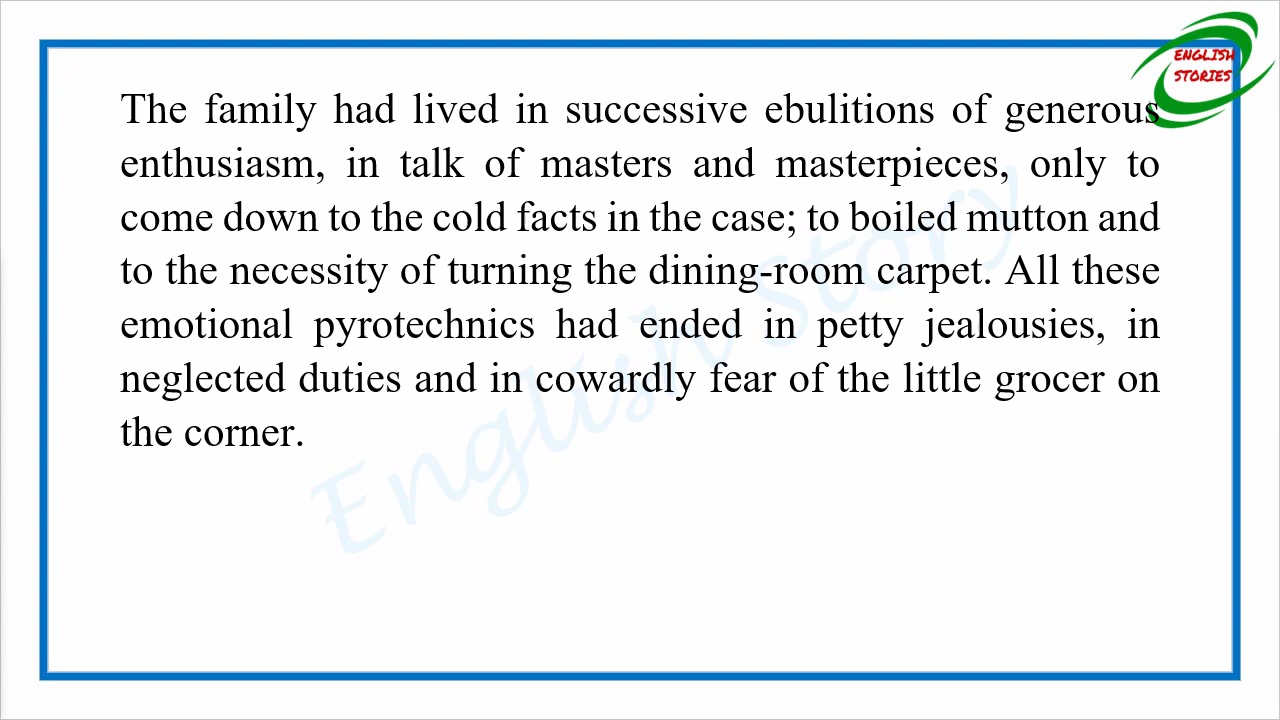 ENGLISH
STORIES
The family had lived in successive ebulitions of generous
enthusiasm, in talk of masters and masterpieces, only to
come down to the cold facts in the case; to boiled mutton and
to the necessity of turning the dining-room carpet. All these
emotional pyrotechnics had ended in petty jealousies, in
neglected duties and in cowardly fear of the little grocer on
the corner.
English Story